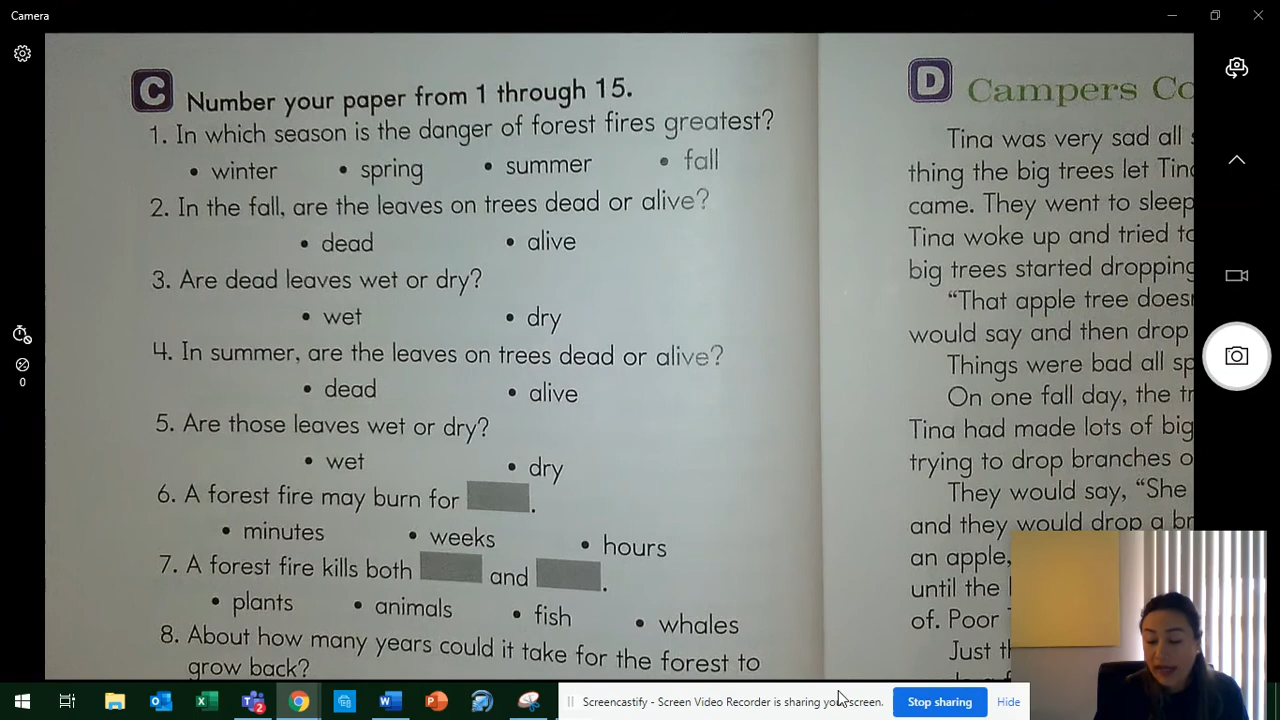 Camera
C Number your paper from 1 through 15.
1. In which season is the danger of forest fires greatest?
• winter • spring • summer • fall
2. In the fall, are the leaves on trees dead or alive?
• dead • alive
3. Are dead leaves wet or dry?
• wet • dry
4. In summer, are the leaves on trees dead or alive?
• dead • alive
5. Are those leaves wet or dry?
• wet • dry
6. A forest fire may burn for .
• minutes • weeks • hours
7. A forest fire kills both and .
• plants • animals • fish • whales
8. About how many years could it take for the forest to
grow back?
D Campers
Tina was very sad all
thing the big trees let
came. They went to sleep
Tina woke up and tried
big trees started dropping
"That apple tree
would say and then drop
Things were bad all
On one fall day, the
Tina had made lots of big
trying to drop branches
They would say, "She
and they would drop a
an apple,
until the
of. Poor
Just
0
2
Screencastify - Screen Video Recorder is sharing your screen.
Stop sharing
Hide